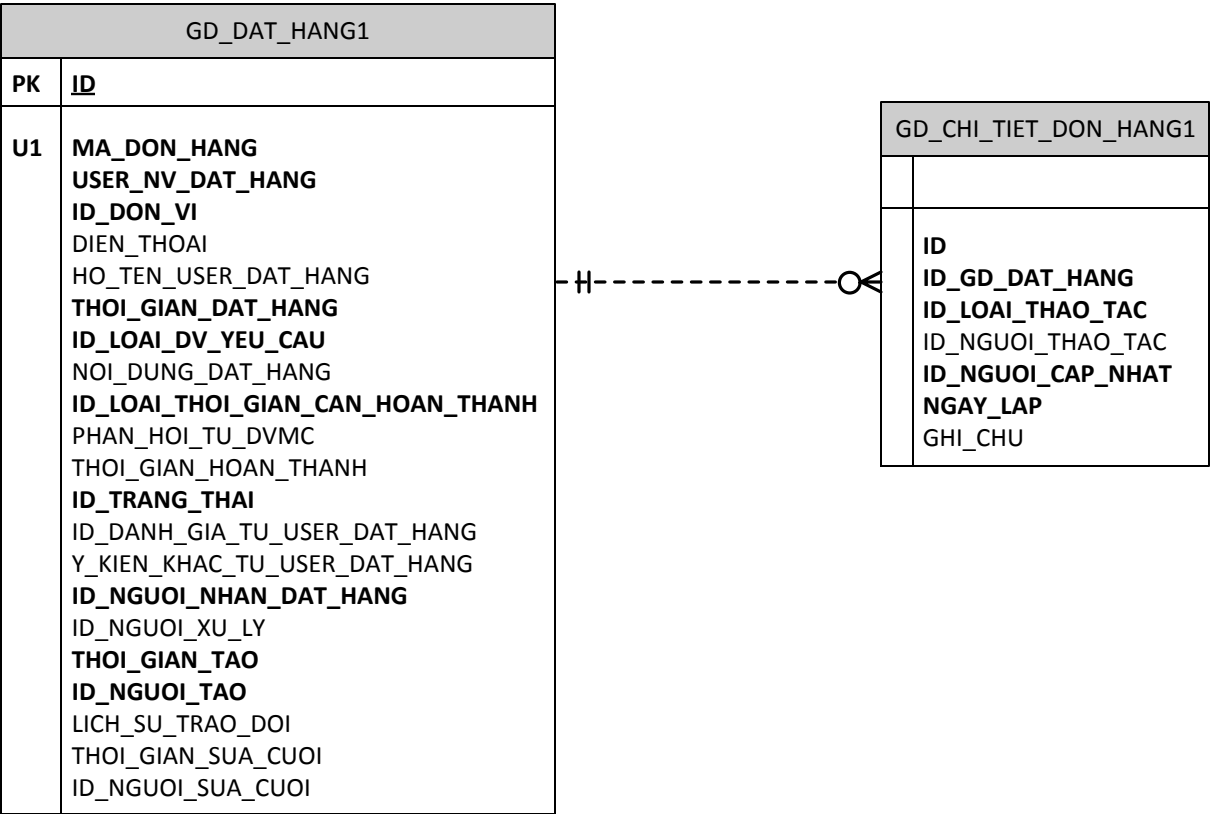 GD_DAT_HANG1
PK ID
U1 MA_DON_HANG
USER_NV_DAT_HANG
ID_DON_VI
DIEN_THOAI
HO_TEN_USER_DAT_HANG
THOI_GIAN_DAT_HANG
ID_LOAI_DV_YEU_CAU
NOI_DUNG_DAT_HANG
ID_LOAI_THOI_GIAN_CAN_HOAN_THANH
PHAN_HOI_TU_DVMC
THOI_GIAN_HOAN_THANH
ID_TRANG_THAI
ID_DANH_GIA_TU_USER_DAT_HANG
Y_KIEN_KHAC_TU_USER_DAT_HANG
ID_NGUOI_NHAN_DAT_HANG
ID_NGUOI_XU_LY
THOI_GIAN_TAO
ID_NGUOI_TAO
LICH_SU_TRAO_DOI
THOI_GIAN_SUA_CUOI
ID_NGUOI_SUA_CUOI
GD_CHI_TIET_DON_HANG1
ID
ID_GD_DAT_HANG
ID_LOAI_THAO_TAC
ID_NGUOI_THAO_TAC
ID_NGUOI_CAP_NHAT
NGAY_LAP
GHI_CHU